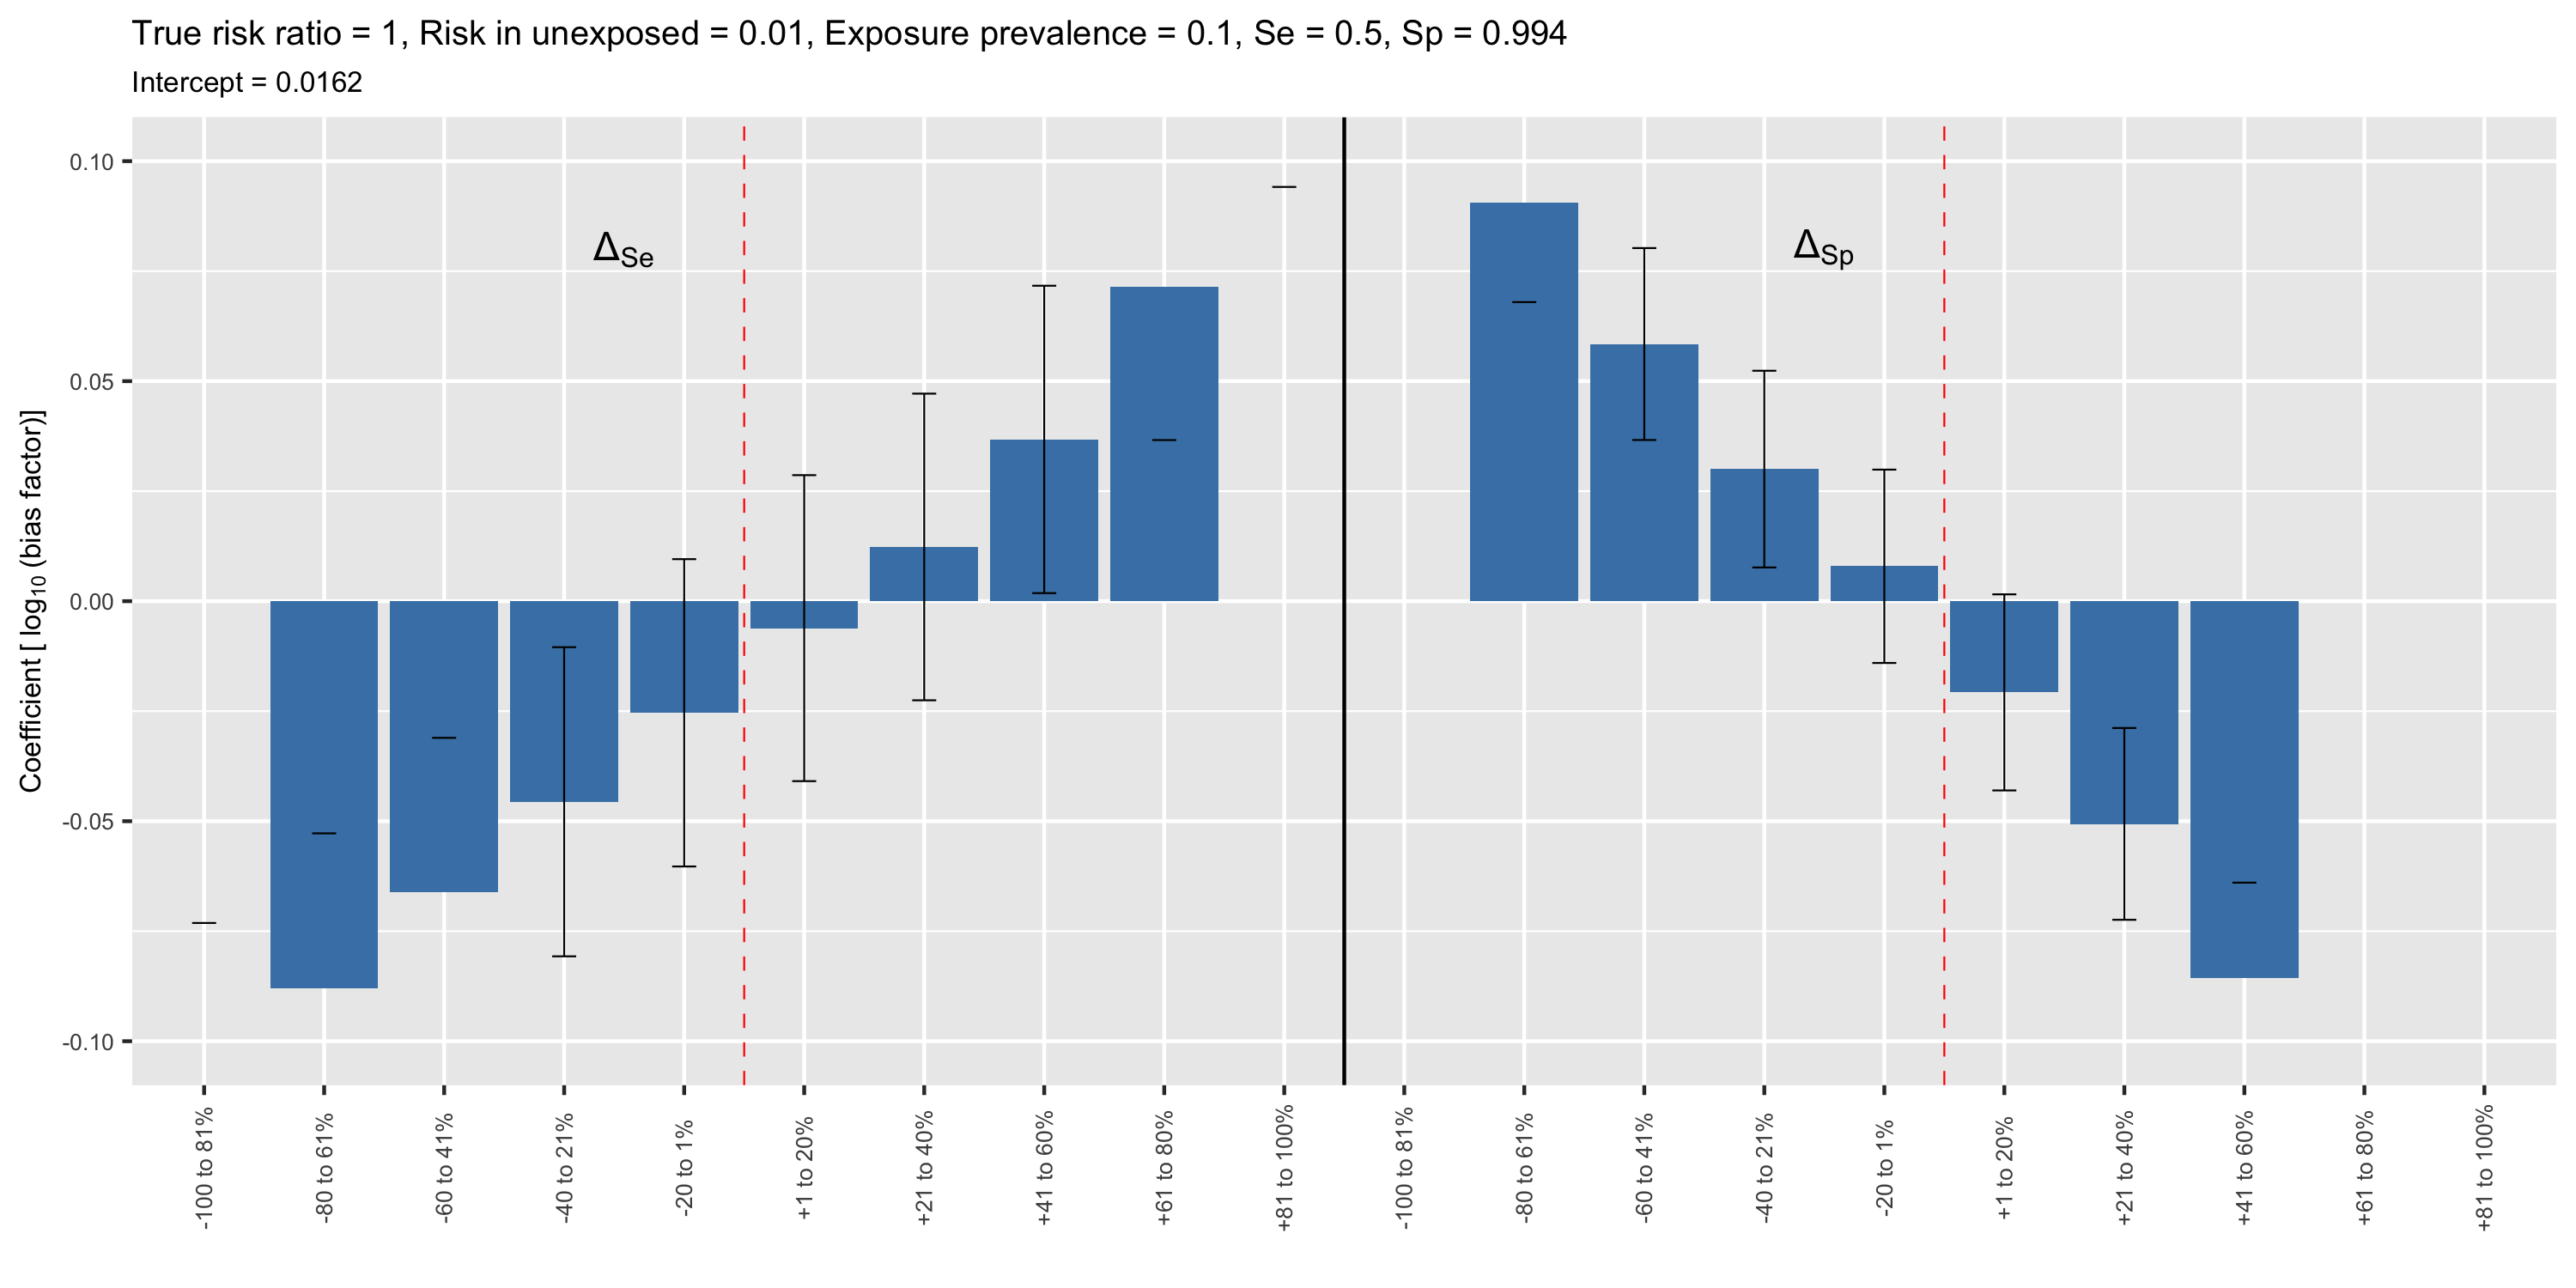 True risk ratio = 1, Risk in unexposed = 0.01, Exposure prevalence = 0.1, Se = 0.5, Sp = 0.994
Intercept = 0.0162
Coefficient [ log10 (bias factor)]
0.10
0.05
0.00
-0.05
-0.10
ΔSe
ΔSp
-100 to 81%
-80 to 61%
-60 to 41%
-40 to 21%
-20 to 1%
+1 to 20%
+21 to 40%
+41 to 60%
+61 to 80%
+81 to 100%
-100 to 81%
-80 to 61%
-60 to 41%
-40 to 21%
-20 to 1%
+1 to 20%
+21 to 40%
+41 to 60%
+61 to 80%
+81 to 100%